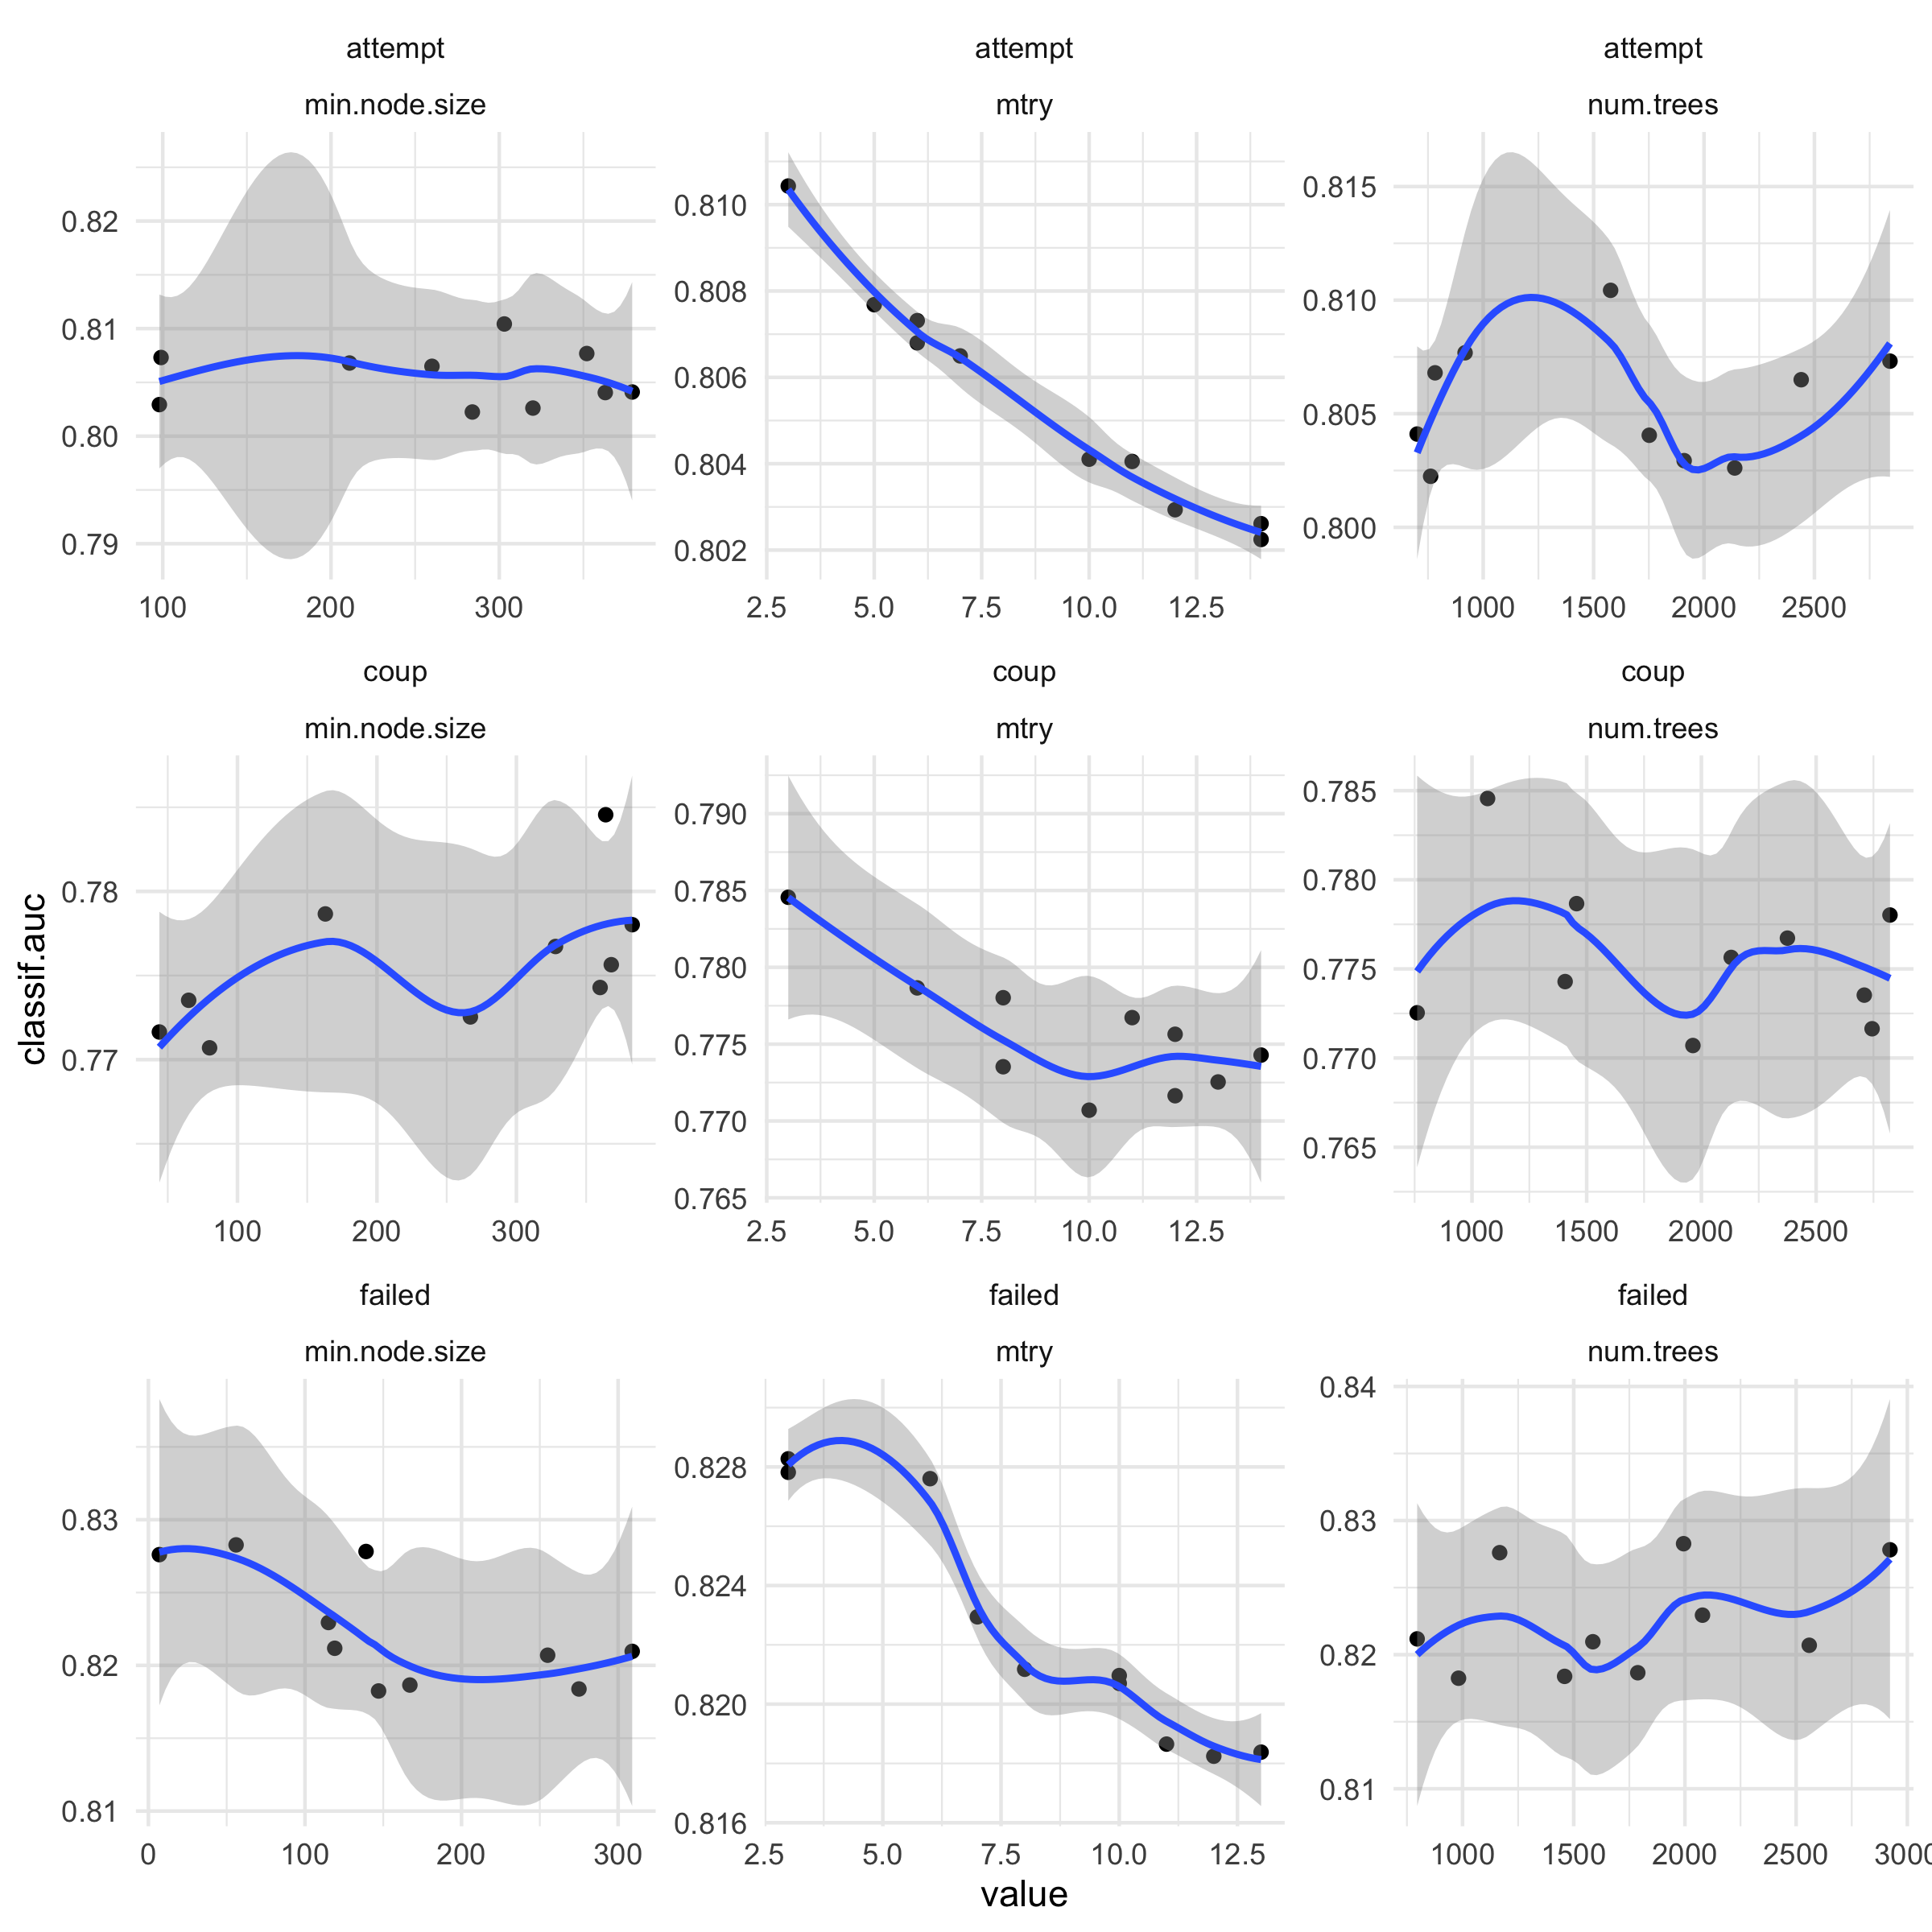 attempt attempt attempt
min.node.size mtry num.trees
0.82 0.810 0.815
0.81 0.808 0.810
0.80 0.806 0.805
0.79 0.804 0.800
0.802
100 200 300 2.5 5.0 7.5 10.0 12.5 1000 1500 2000 2500
coup coup coup
min.node.size mtry num.trees
0.78 0.790 0.785
0.77 0.785 0.780
0.780 0.775
0.775 0.770
0.770 0.765
0.765
100 200 300 2.5 5.0 7.5 10.0 12.5 1000 1500 2000 2500
classif.auc
failed failed failed
min.node.size mtry num.trees
0.83 0.828 0.84
0.82 0.824 0.83
0.81 0.820 0.82
0.816 0.81
0 100 200 300 2.5 5.0 7.5 10.0 12.5 1000 1500 2000 2500 3000
value